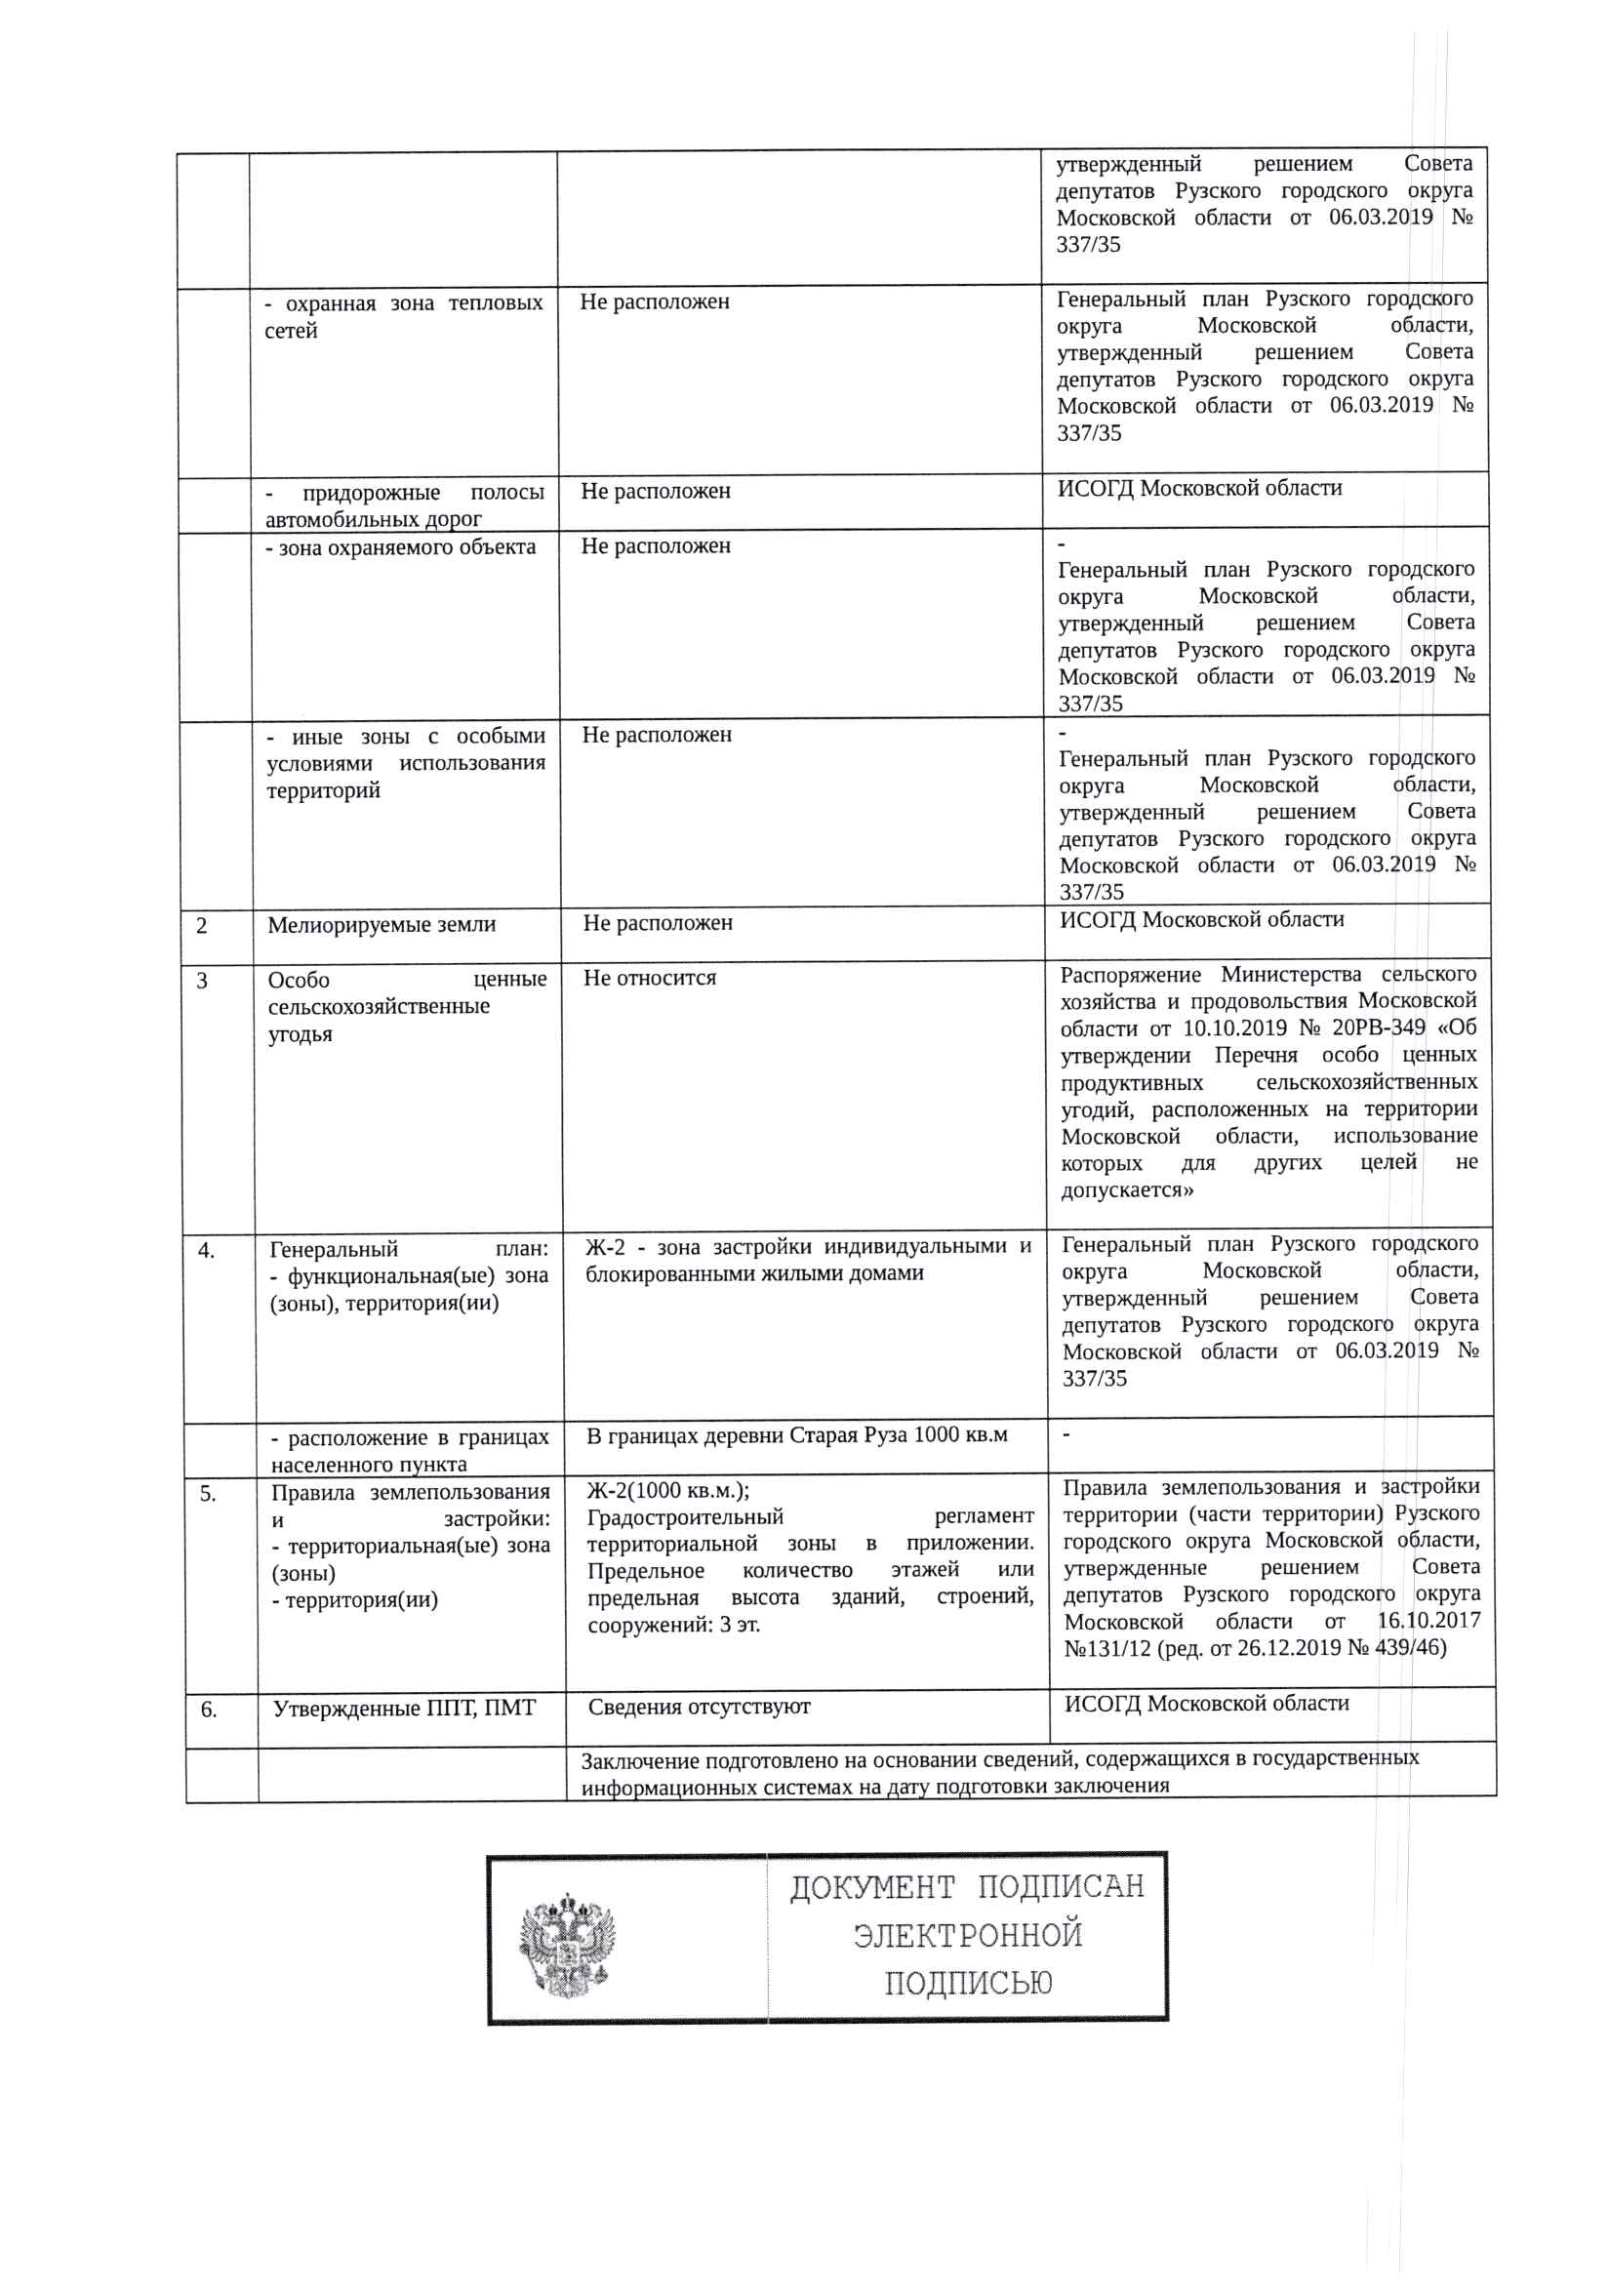 утвержденный решением Совета
депутатов Рузского городского округа
Московской области от 06.03.2019 №
337/35
- охранная зона тепловых
сетей
Не расположен
Генеральный план Рузского городского
округа Московской области,
утвержденный решением Совета
депутатов Рузского городского округа
Московской области от 06.03.2019 №
337/35
- придорожные полосы
автомобильных дорог
Не расположен
ИСОГД Московской области
- зона охраняемого объекта
Не расположен
-
Генеральный план Рузского городского
округа Московской области,
утвержденный решением Совета
депутатов Рузского городского округа
Московской области от 06.03.2019 №
337/35
- иные зоны с особыми
условиями использования
территорий
Не расположен
-
Генеральный план Рузского городского
округа Московской области,
утвержденный решением Совета
депутатов Рузского городского округа
Московской области от 06.03.2019 №
337/35
2
Мелиорируемые земли
Не расположен
ИСОГД Московской области
3
Особо ценные
сельскохозяйственные
угодья
Не относится
Распоряжение Министерства сельского
хозяйства и продовольствия Московской
области от 10.10.2019 № 20РВ-349 «Об
утверждении Перечня особо ценных
продуктивных сельскохозяйственных
угодий, расположенных на территории
Московской области, использование
которых для других целей не
допускается»
4.
Генеральный план:
- функциональная(ые) зона
(зоны), территория(ии)
Ж-2 - зона застройки индивидуальными и
блокированными жилыми домами
Генеральный план Рузского городского
округа Московской области,
утвержденный решением Совета
депутатов Рузского городского округа
Московской области от 06.03.2019 №
337/35
- расположение в границах
населенного пункта
В границах деревни Старая Руза 1000 кв.м
-
5.
Правила землепользования
и застройки:
- территориальная(ые) зона
(зоны)
- территория(ии)
Ж-2(1000 кв.м.);
Градостроительный регламент
территориальной зоны в приложении.
Предельное количество этажей или
предельная высота зданий, строений,
сооружений: 3 эт.
Правила землепользования и застройки
территории (части территории) Рузского
городского округа Московской области,
утвержденные решением Совета
депутатов Рузского городского округа
Московской области от 16.10.2017
№131/12 (ред. от 26.12.2019 № 439/46)
6.
Утвержденные ППТ, ПМТ
Сведения отсутствуют
ИСОГД Московской области
Заключение подготовлено на основании сведений, содержащихся в государственных
информационных системах на дату подготовки заключения
ДОКУМЕНТ ПОДПИСАН
ЭЛЕКТРОННОЙ
ПОДПИСЬЮ